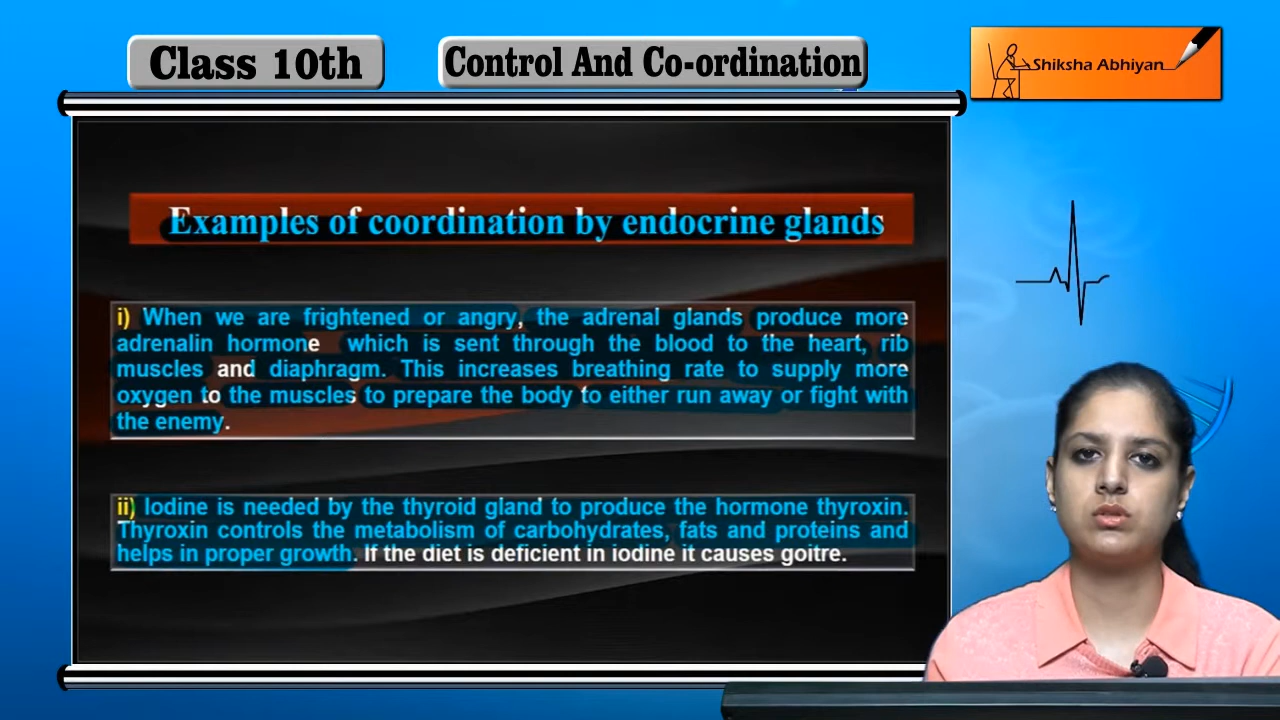 Class 10th
Control And Co-ordination
Shiksha Abhiyan
Examples of coordination by endocrine glands
i) When we are frightened or angry, the adrenal glands produce more
adrenalin hormone which is sent through the blood to the heart, rib
muscles and diaphragm. This increases breathing rate to supply more
oxygen to the muscles to prepare the body to either run away or fight with
the enemy.
ii) Iodine is needed by the thyroid gland to produce the hormone thyroxin.
Thyroxin controls the metabolism of carbohydrates, fats and proteins and
helps in proper growth. If the diet is deficient in iodine it causes goitre.